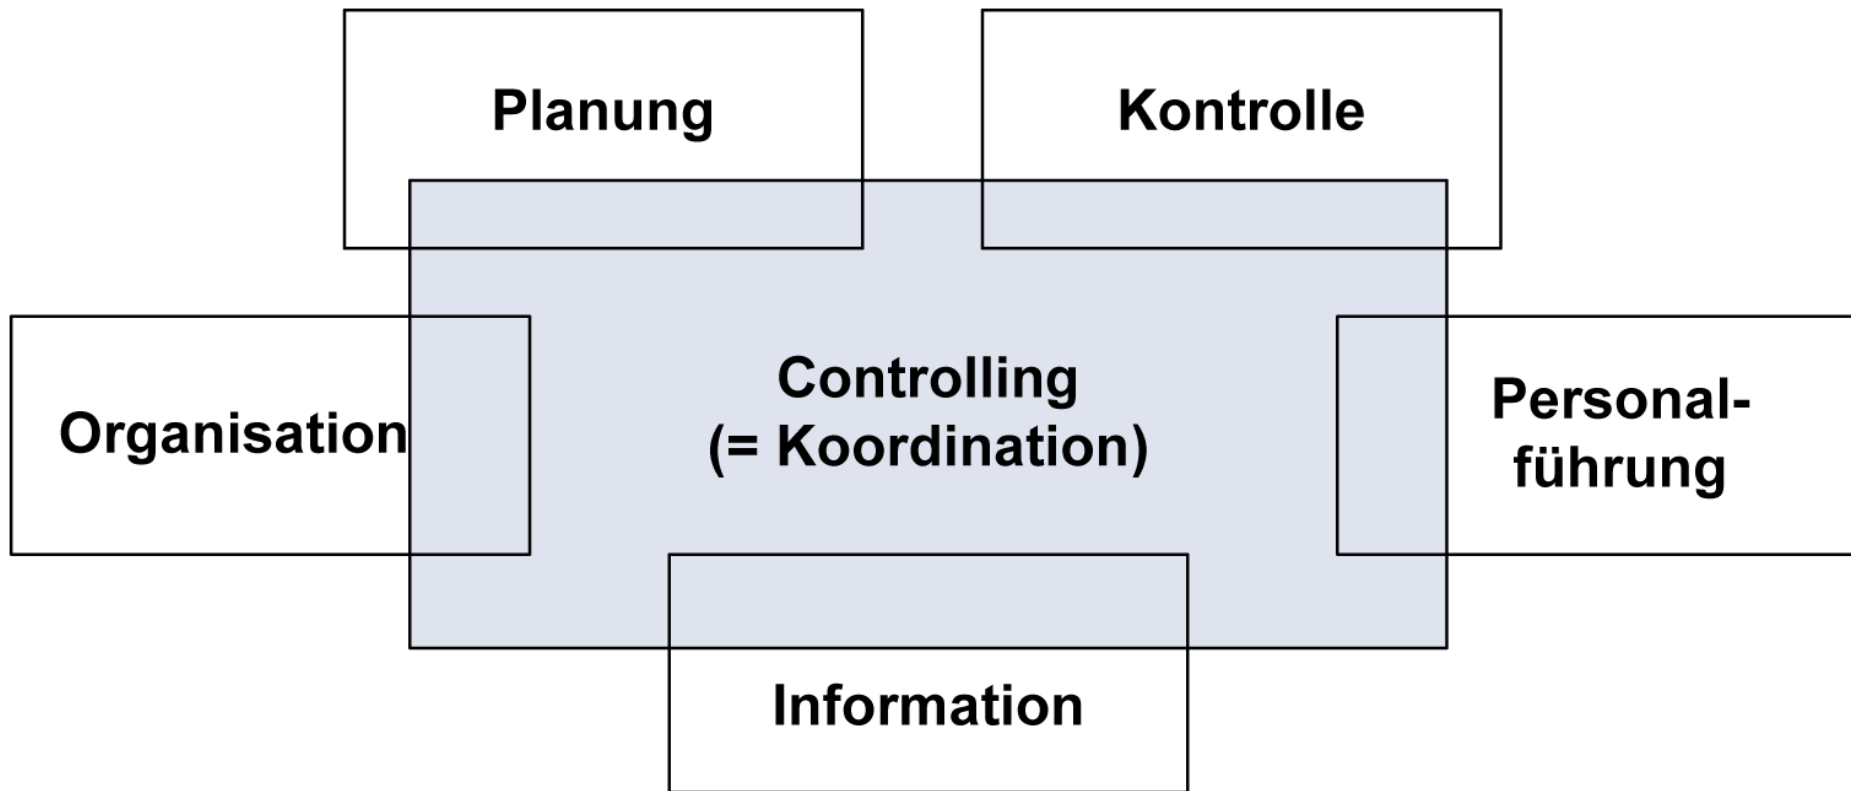 Planung
Kontrolle
Organisation
Controlling
(= Koordination)
Personal-
führung
Information